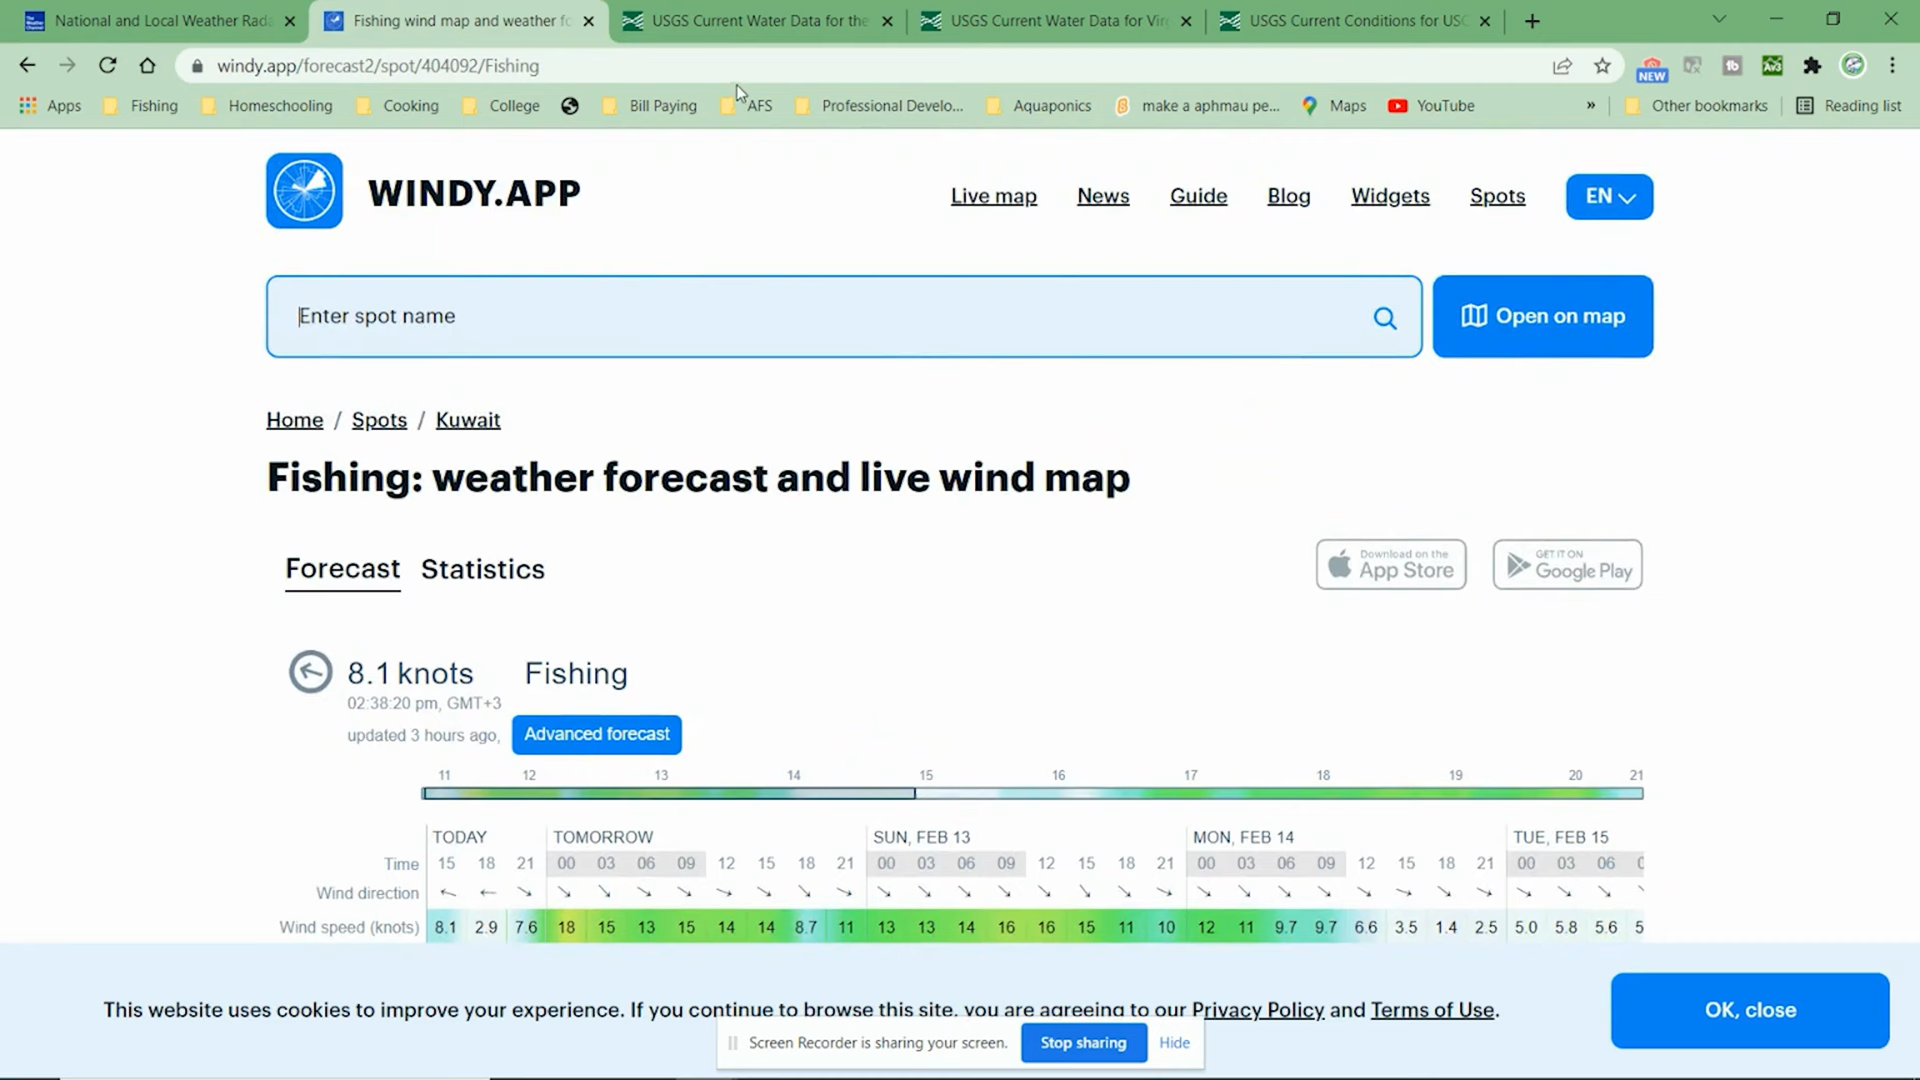 National and Local Weather Rada
Fishing wind map and weather fo
USGS Current Water Data for the
USGS Current Water Data for Virg
USGS Current Conditions for USG
windy.app/forecast2/spot/404092/Fishing
NEW
Apps Fishing Homeschooling Cooking College Bill Paying AFS Professional Develo... Aquaponics make a aphmau pe... Maps YouTube » Other bookmarks Reading list
WINDY.APP
Live map News Guide Blog Widgets Spots EN
Enter spot name
Open on map
Home / Spots / Kuwait
Fishing: weather forecast and live wind map
Forecast Statistics
Download on the
App Store
GET IT ON
Google Play
8.1 knots Fishing
02:38:20 pm, GMT+3
updated 3 hours ago, Advanced forecast
11 12 13 14 15 16 17 18 19 20 21
TODAY TOMORROW SUN, FEB 13 MON, FEB 14 TUE, FEB 15
Time 15 18 21 00 03 06 09 12 15 18 21 00 03 06 09 12 15 18 21 00 03 06 09 12 15 18 21 00 03 06
Wind direction
Wind speed (knots) 8.1 2.9 7.6 18 15 13 15 14 14 8.7 11 13 13 14 16 16 15 11 10 12 11 9.7 9.7 6.6 3.5 1.4 2.5 5.0 5.8 5.6 5
This website uses cookies to improve your experience. If you continue to browse this site, you are agreeing to our Privacy Policy and Terms of Use.
OK, close
Screen Recorder is sharing your screen. Stop sharing Hide